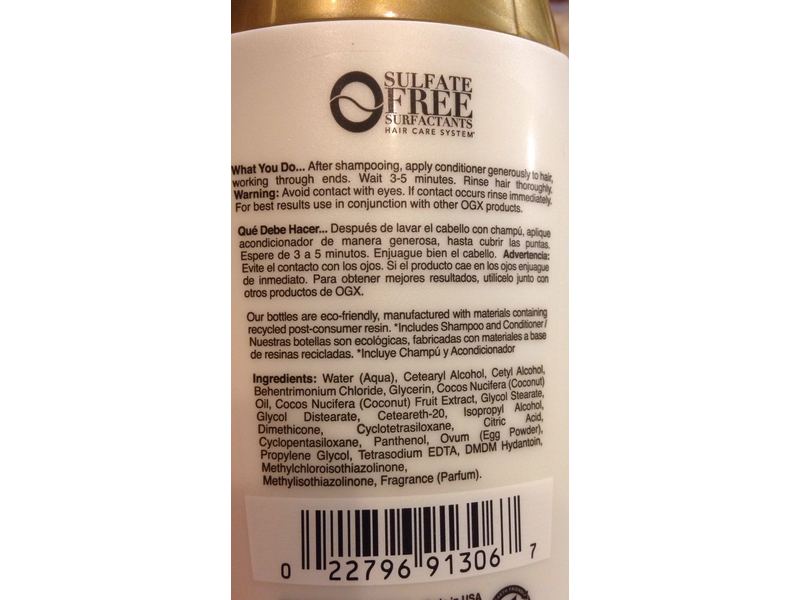 SULFATE
FREE
SURFACTANTS
HAIR CARE SYSTEM
What You Do... After shampooing, apply conditioner generously to hair,
working through ends. Wait 3-5 minutes. Rinse hair thoroughly.
Warning: Avoid contact with eyes. If contact occurs rinse immediately.
For best results use in conjunction with other OGX products.
Qué Debe Hacer... Después de lavar el cabello con champú, aplique
acondicionador de manera generosa, hasta cubrir las puntas.
Espere de 3 a 5 minutos. Enjuague bien el cabello. Advertencia:
Evite el contacto con los ojos. Si el producto cae en los ojos enjuague
de inmediato. Para obtener mejores resultados, utilícelo junto con
otros productos de OGX.
Our bottles are eco-friendly, manufactured with materials containing
recycled post-consumer resin. *Includes Shampoo and Conditioner /
Nuestras botellas son ecológicas, fabricadas con materiales a base
de resinas recicladas. *Incluye Champú y Acondicionador
Ingredients: Water (Aqua), Cetearyl Alcohol, Cetyl Alcohol,
Behentrimonium Chloride, Glycerin, Cocos Nucifera (Coconut)
Oil, Cocos Nucifera (Coconut) Fruit Extract, Glycol Stearate,
Glycol Distearate, Ceteareth-20, Isopropyl Alcohol,
Dimethicone, Cyclotetrasiloxane, Citric Acid,
Cyclopentasiloxane, Panthenol, Ovum (Egg Powder),
Propylene Glycol, Tetrasodium EDTA, DMDM Hydantoin,
Methylchloroisothiazolinone,
Methylisothiazolinone, Fragrance (Parfum).
0 22796 91306 7
in USA